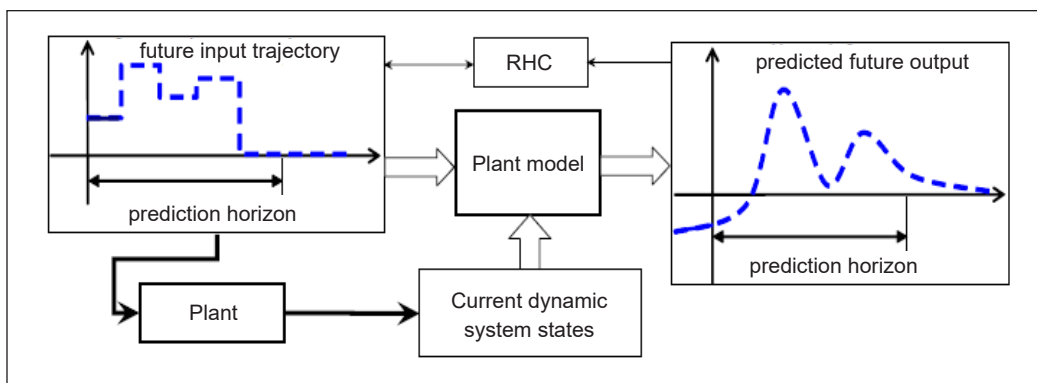 future input trajectory
RHC
predicted future output
Plant model
prediction horizon
prediction horizon
Plant
Current dynamic
system states